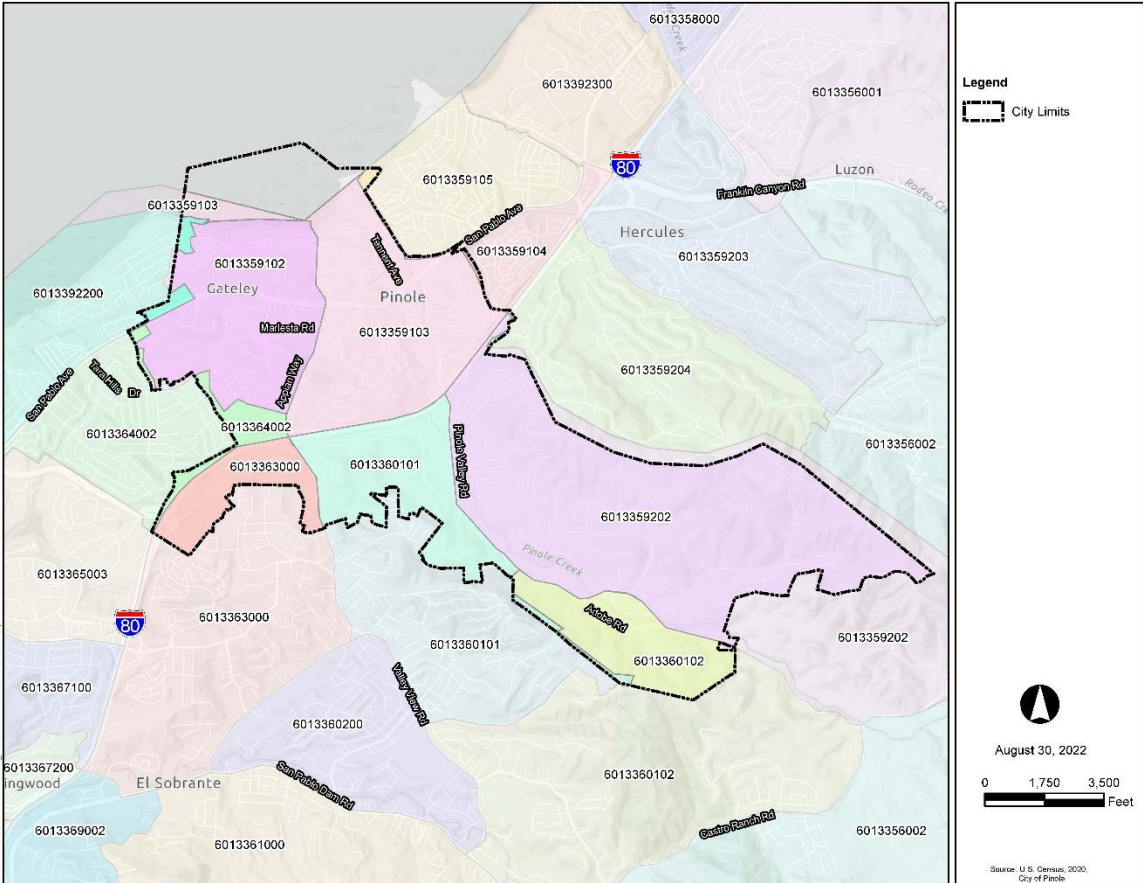 6013358000
6013392300
6013356001
80
Luzon
Franklin Canyon Rd
6013359105
San Pablo Ave
6013359103
6013359104
Hercules
6013359203
6013359102
Gateley
Tennent Ave
Pinole
6013392200
Marlesta Rd
6013359103
Appian Way
Tara Hills Dr
San Pablo Ave
6013359204
6013364002
6013364002
6013356002
Pinole Valley Rd
6013363000
6013360101
6013359202
Pinole Creek
6013365003
Adobe Rd
80
6013363000
6013360101
6013359202
6013360102
6013367100
Valley View Rd
6013360200
6013367200
ingwood
El Sobrante
San Pablo Dam Rd
6013360102
6013369002
6013361000
Castro Ranch Rd
6013356002
Legend
City Limits
August 30, 2022
0 1,750 3,500
Feet
Source: U.S. Census, 2020,
City of Pinole